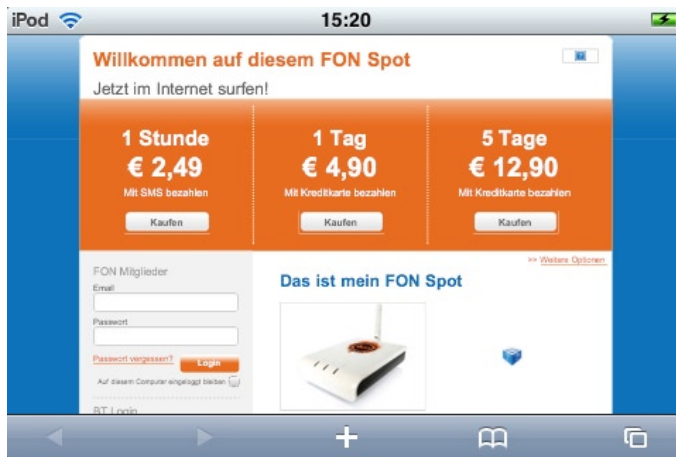 iPod 15:20
Willkommen auf diesem FON Spot
Jetzt im Internet surfen!
1 Stunde
€ 2,49
Mit SMS bezahlen
Kaufen
1 Tag
€ 4,90
Mit Kreditkarte bezahlen
Kaufen
5 Tage
€ 12,90
Mit Kreditkarte bezahlen
Kaufen
>> Weitere Optionen
FON Mitglieder
Email
Passwort
Passwort vergessen?
Login
Auf diesem Computer eingeloggt bleiben
BT Login
Das ist mein FON Spot